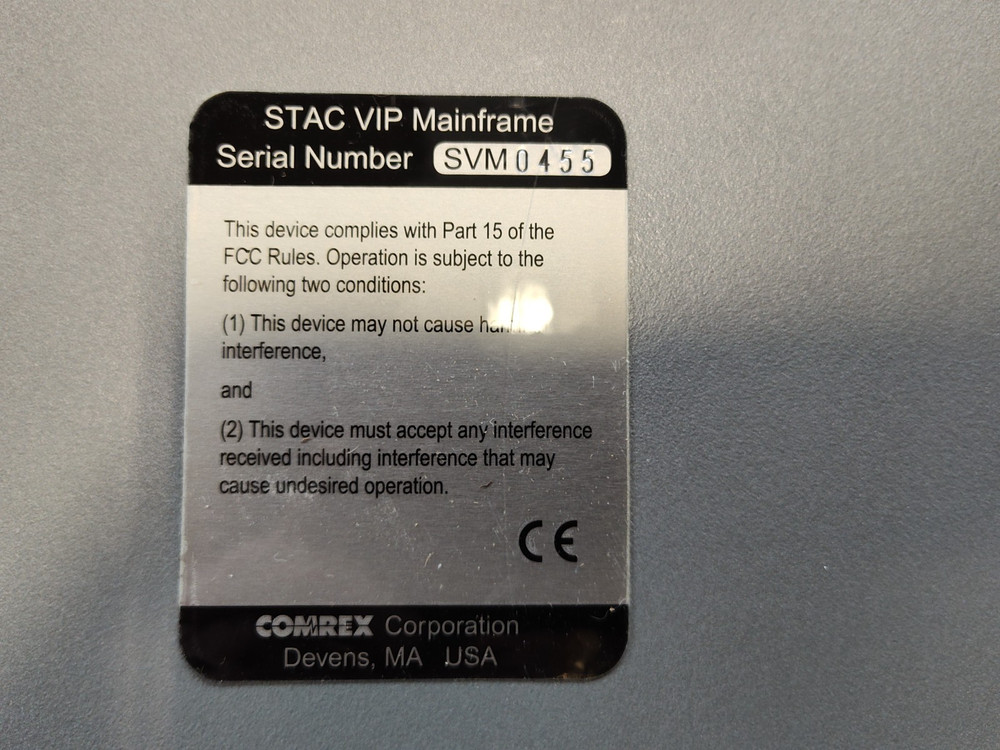 STAC VIP Mainframe
Serial Number SVM0455
This device complies with Part 15 of the
FCC Rules. Operation is subject to the
following two conditions:
(1) This device may not cause
interference,
and
(2) This device must accept any interference
received including interference that may
cause undesired operation.
CE
COMREX Corporation
Devens, MA USA